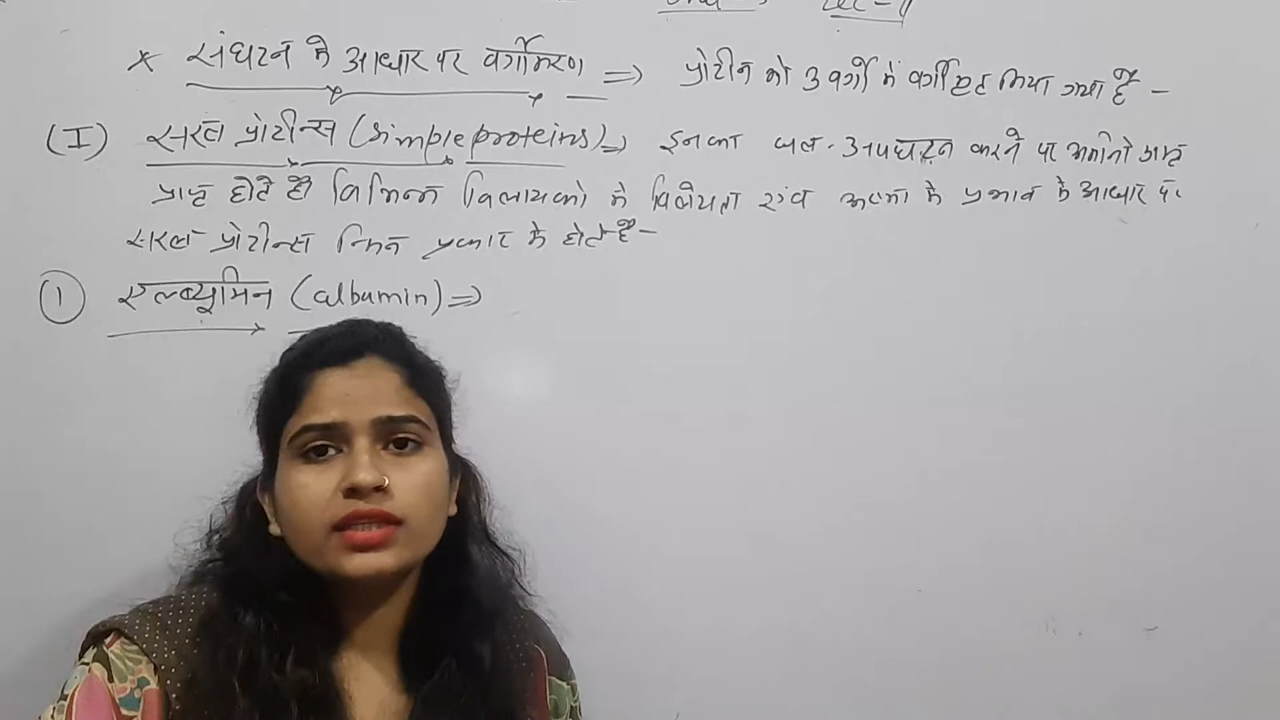 * संघटन के आधार पर वर्गीकरण => प्रोटीन को 3 वर्गों में वर्गीकृत किया गया है -
(I) सरल प्रोटीन्स (simple proteins) => इनका जल-अपघटन करने पर अमीनो अम्ल
प्राप्त होते हैं। विभिन्न विलायकों में विलेयता एवं ऊष्मा के प्रभाव के आधार पर
सरल प्रोटीन्स निम्न प्रकार के होते है -
① एल्ब्यूमिन (albumin) =>